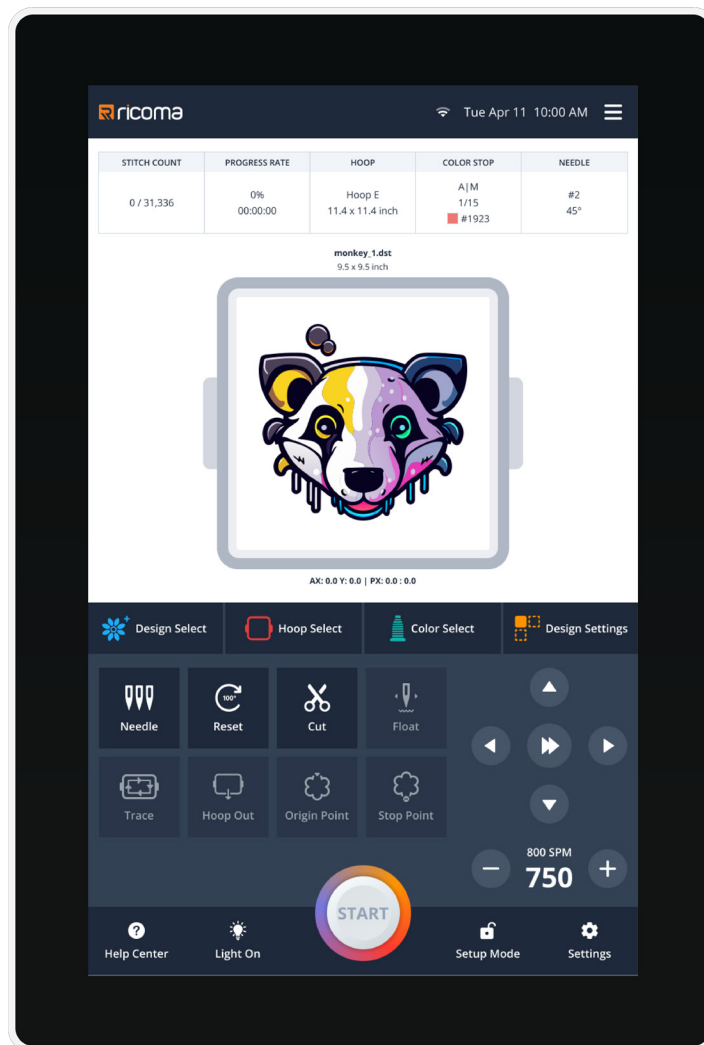 ricoma
Tue Apr 11 10:00 AM
STITCH COUNT PROGRESS RATE HOOP COLOR STOP NEEDLE
0 / 31,336
0%
00:00:00
Hoop E
11.4 x 11.4 inch
A|M
1/15
#1923
#2
45°
monkey_1.dst
9.5 x 9.5 inch
AX: 0.0 Y: 0.0 | PX: 0.0 : 0.0
Design Select Hoop Select Color Select Design Settings
100°
Needle Reset Cut Float
Trace Hoop Out Origin Point Stop Point
800 SPM
750
START
Help Center Light On Setup Mode Settings